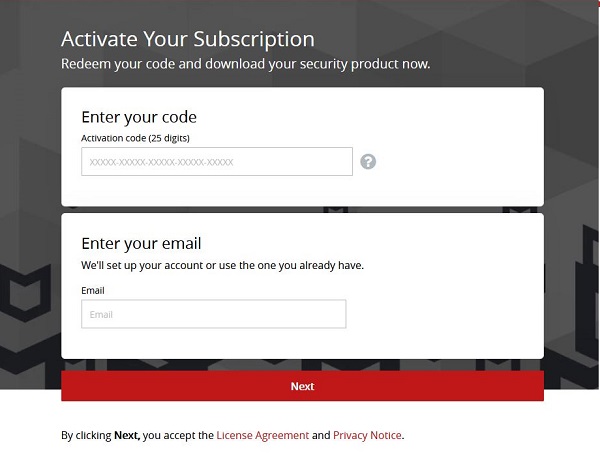 Activate Your Subscription
Redeem your code and download your security product now.
Enter your code
Activation code (25 digits)
XXXXX-XXXXX-XXXXX-XXXXX-XXXXX
?
Enter your email
We'll set up your account or use the one you already have.
Email
Email
Next
By clicking Next, you accept the License Agreement and Privacy Notice.